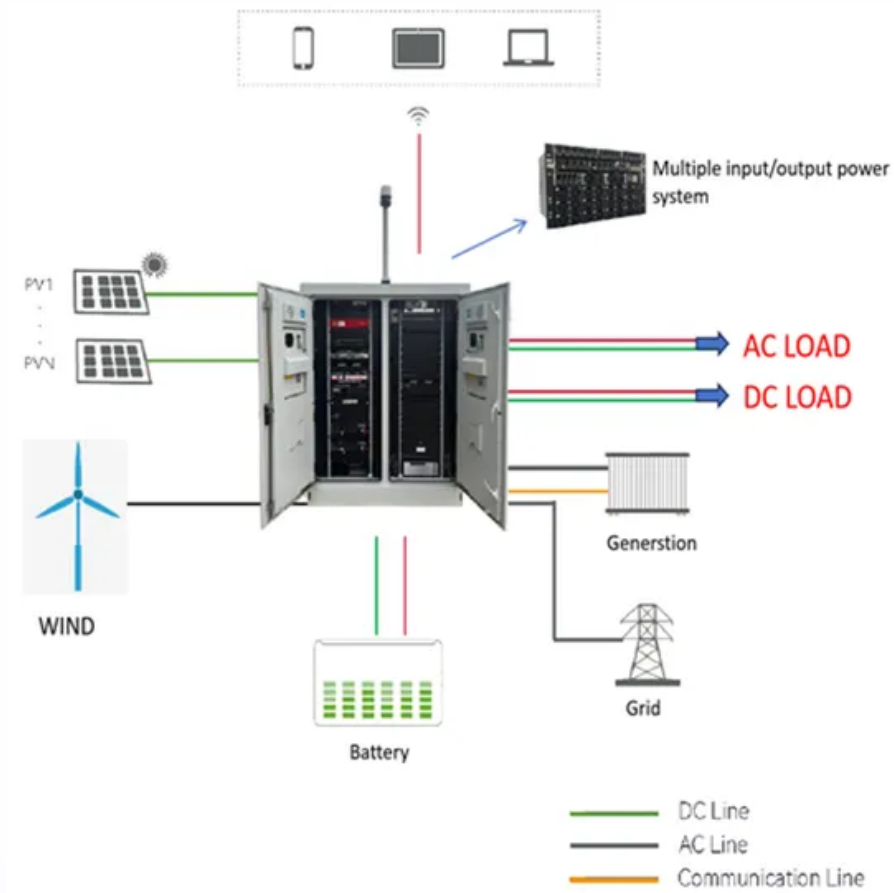 Multiple input/output power
system
PV1
PVN
AC LOAD
DC LOAD
WIND
Generstion
Grid
Battery
DC Line
AC Line
Communication Line